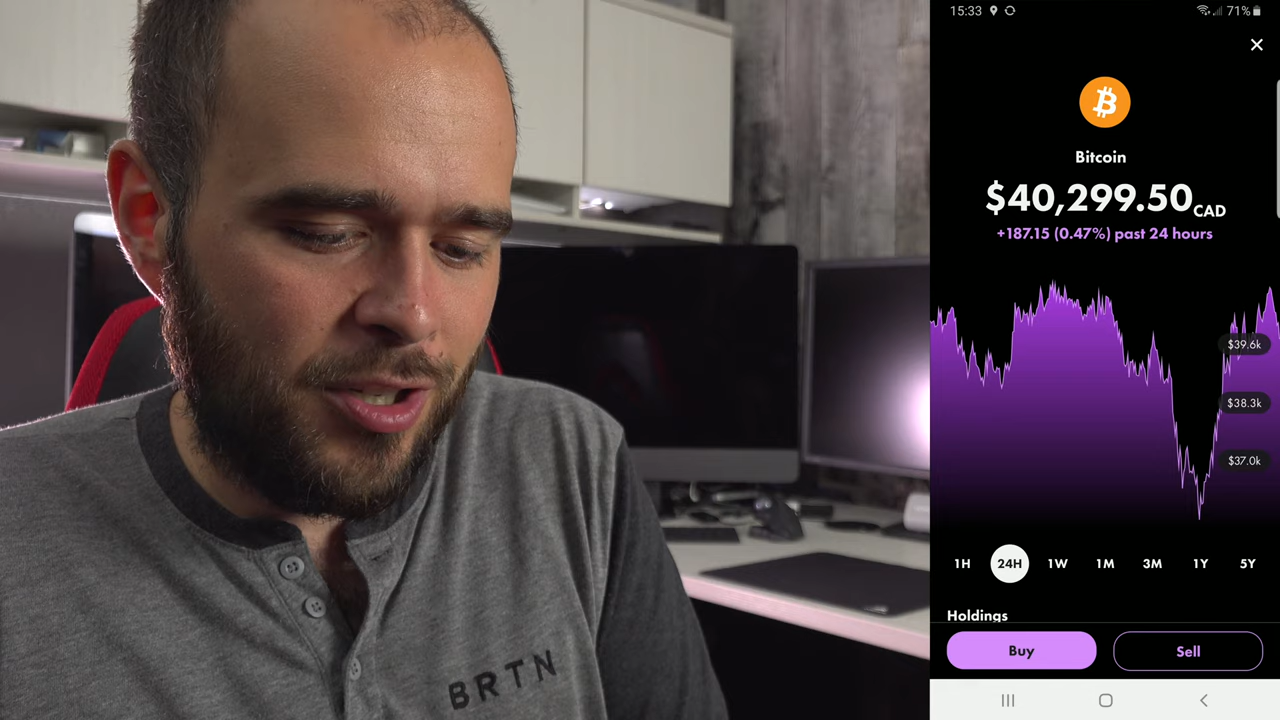 15:33
71%
Bitcoin
$40,299.50CAD
+187.15 (0.47%) past 24 hours
$39.6k
$38.3k
$37.0k
1H 24H 1W 1M 3M 1Y 5Y
Holdings
Buy Sell
BRTN